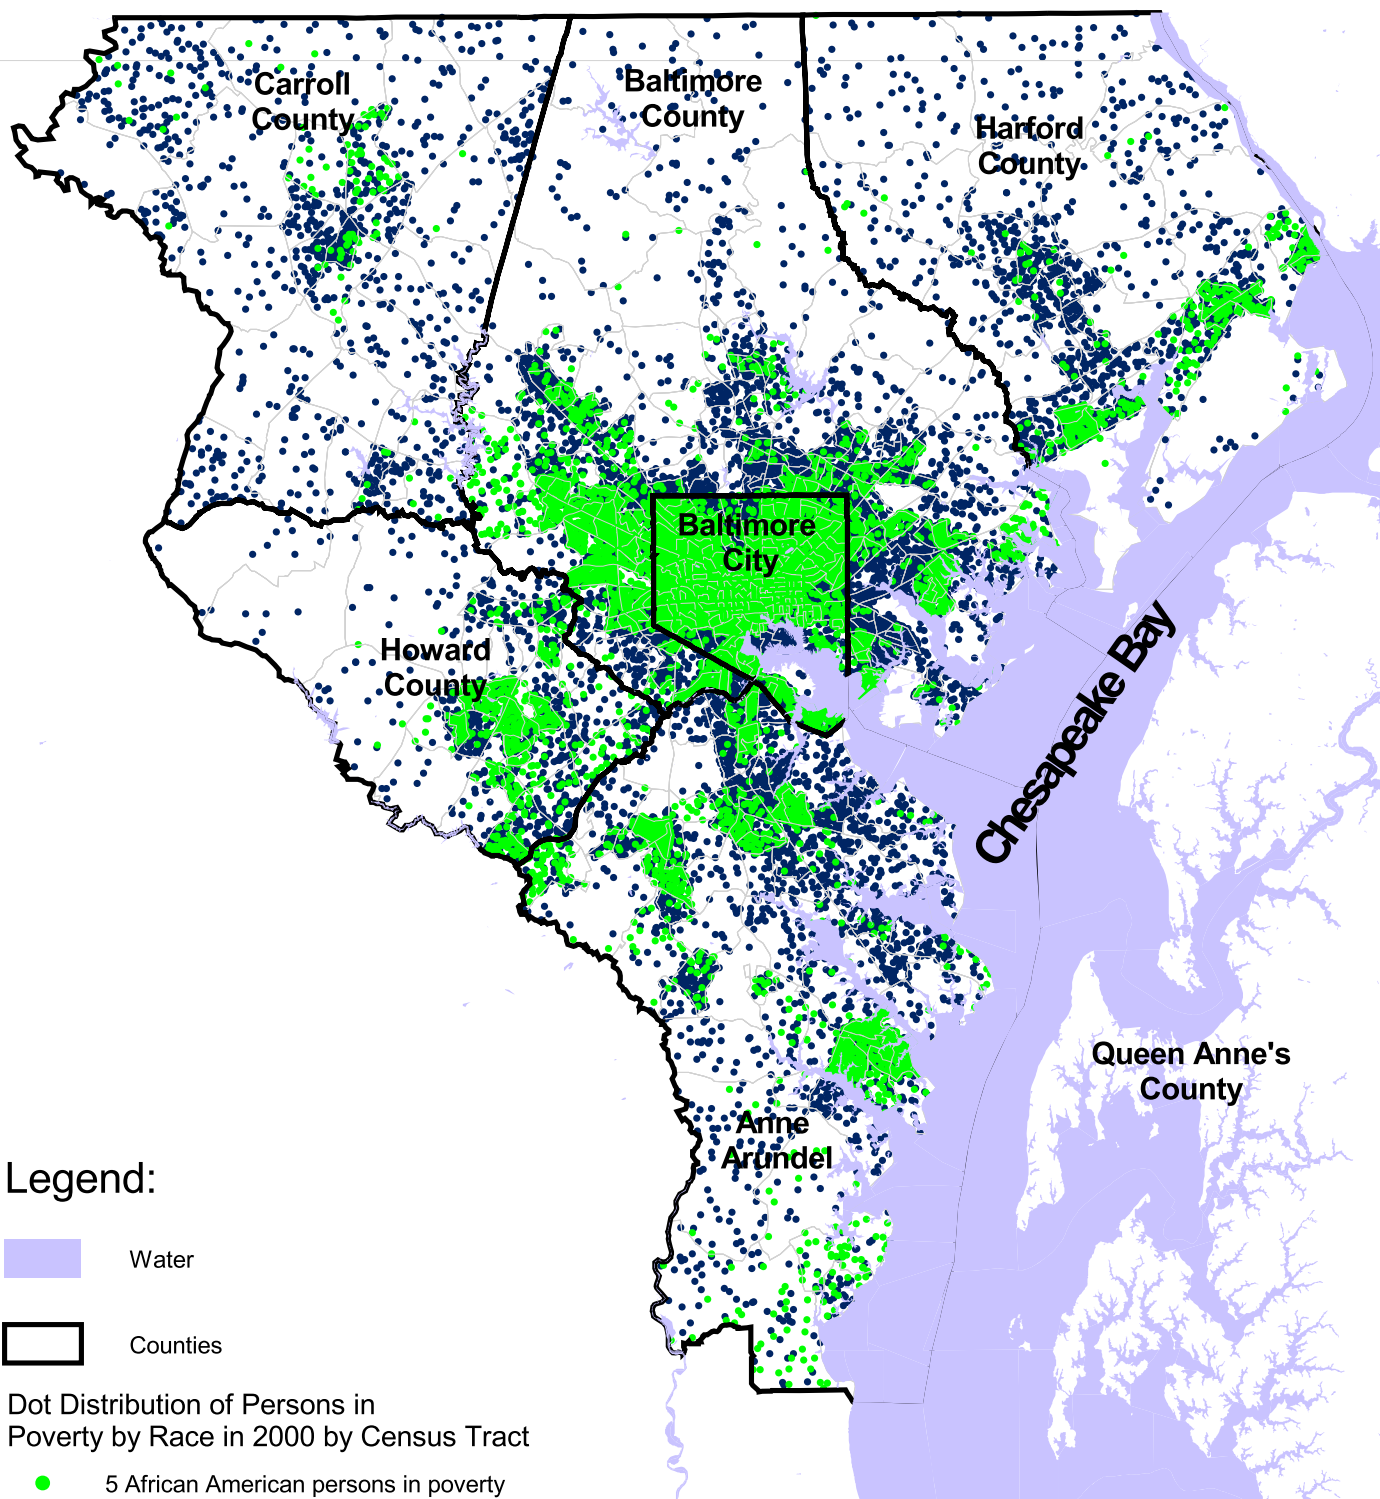 Carroll
County
Baltimore
County
Harford
County
Baltimore
City
Howard
County
Chesapeake Bay
Queen Anne's
County
Anne
Arundel
Legend:
Water
Counties
Dot Distribution of Persons in
Poverty by Race in 2000 by Census Tract
5 African American persons in poverty